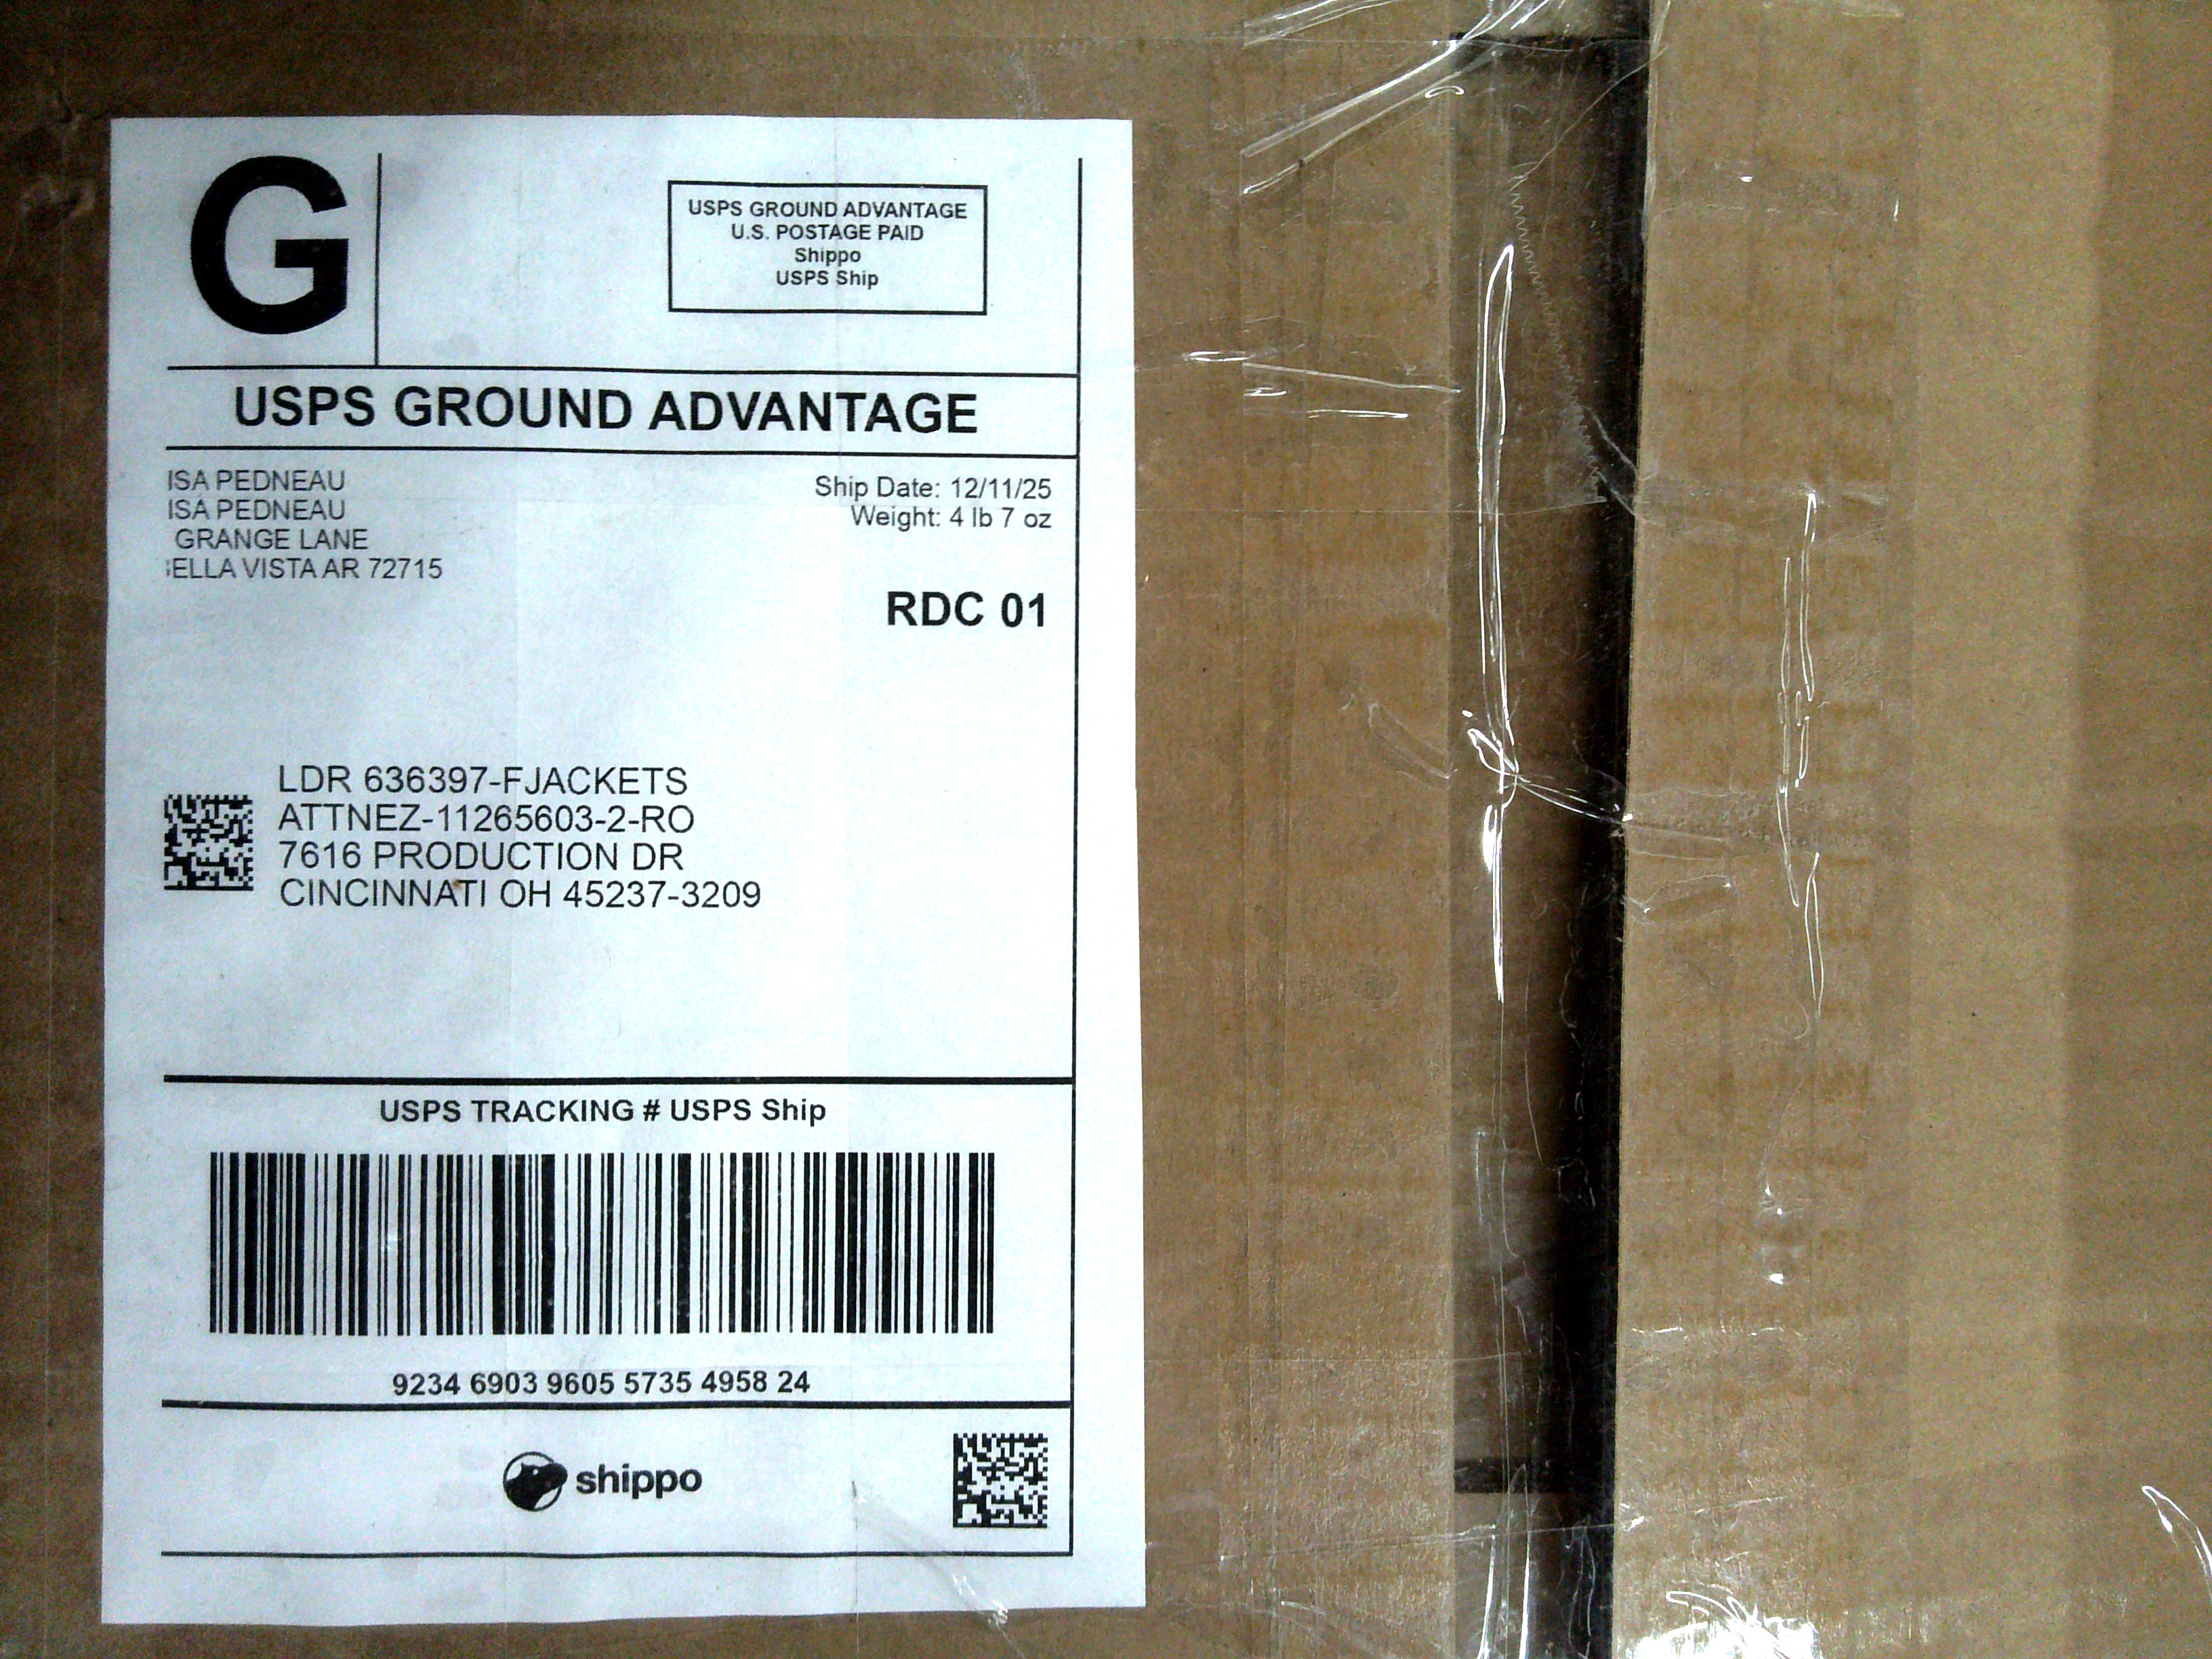 G
USPS GROUND ADVANTAGE
U.S. POSTAGE PAID
Shippo
USPS Ship
USPS GROUND ADVANTAGE
ISA PEDNEAU
ISA PEDNEAU
GRANGE LANE
ELLA VISTA AR 72715
Ship Date: 12/11/25
Weight: 4 lb 7 oz
RDC 01
LDR 636397-FJACKETS
ATTNEZ-11265603-2-RO
7616 PRODUCTION DR
CINCINNATI OH 45237-3209
USPS TRACKING # USPS Ship
9234 6903 9605 5735 4958 24
shippo